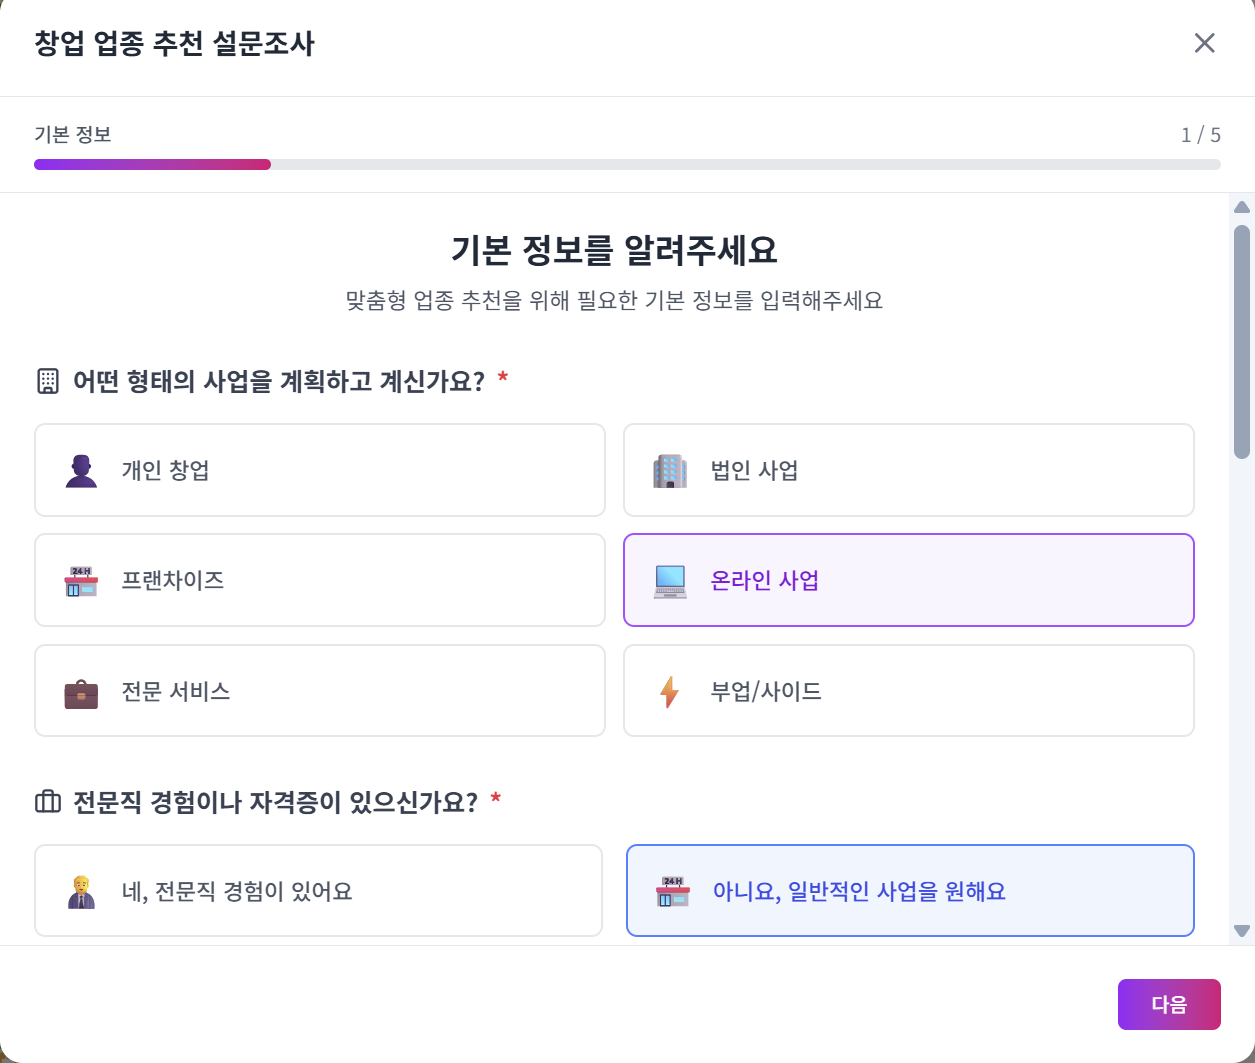 창업 업종 추천 설문조사
기본 정보
1 / 5
기본 정보를 알려주세요
맞춤형 업종 추천을 위해 필요한 기본 정보를 입력해주세요
어떤 형태의 사업을 계획하고 계신가요? *
개인 창업
법인 사업
24 H
프랜차이즈
온라인 사업
전문 서비스
부업/사이드
전문직 경험이나 자격증이 있으신가요? *
네, 전문직 경험이 있어요
24 H
아니요, 일반적인 사업을 원해요
다음